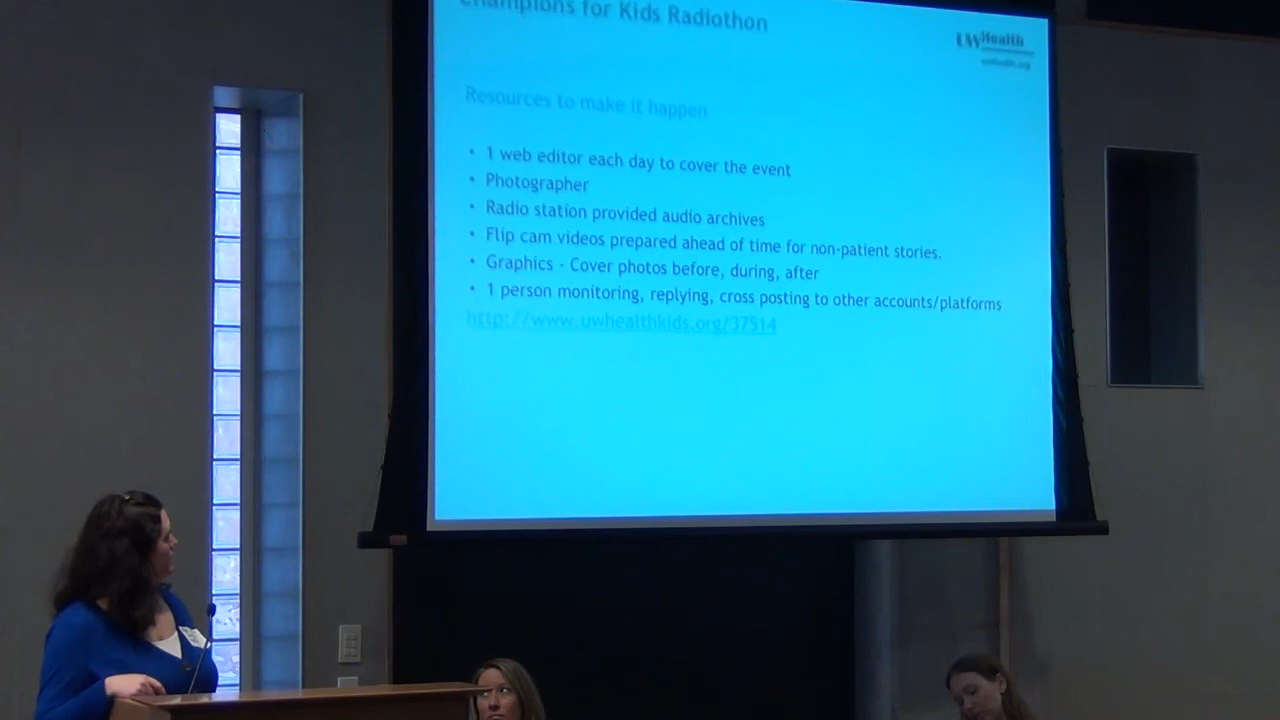 Champions for Kids Radiothon
UWHealth
uwhealth.org
Resources to make it happen
• 1 web editor each day to cover the event
• Photographer
• Radio station provided audio archives
• Flip cam videos prepared ahead of time for non-patient stories.
• Graphics - Cover photos before, during, after
• 1 person monitoring, replying, cross posting to other accounts/platforms
http://www.uwhealthkids.org/37514